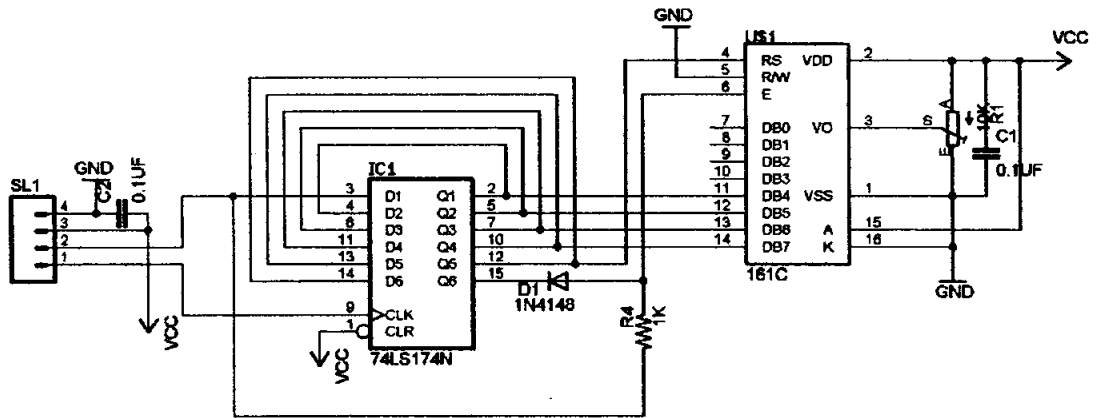 GND
US1
VCC
4 RS VDD 2
5 R/W
6 E
7 DB0 VO 3
8 DB1
9 DB2
10 DB3
11 DB4 VSS 1
12 DB5
13 DB6 A 15
14 DB7 K 16
161C
A
S
E
10K
R1
C1
0.1UF
GND
SL1
GND
C2
0.1UF
4
3
2
1
VCC
IC1
3 D1 Q1 2
4 D2 Q2 5
6 D3 Q3 7
11 D4 Q4 10
13 D5 Q5 12
14 D6 Q6 15
9 CLK
1 CLR
74LS174N
VCC
D1
1N4148
R4
1K